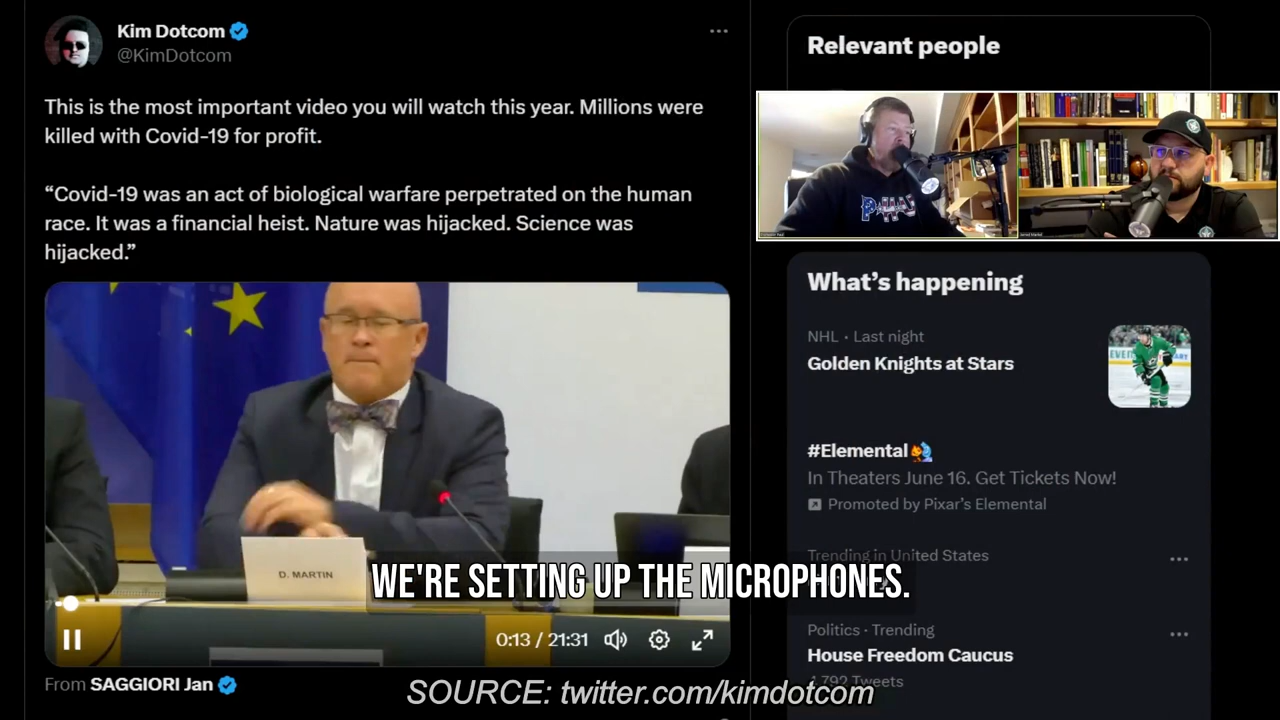 Kim Dotcom
@KimDotcom
This is the most important video you will watch this year. Millions were
killed with Covid-19 for profit.
“Covid-19 was an act of biological warfare perpetrated on the human
race. It was a financial heist. Nature was hijacked. Science was
hijacked.”
D. MARTIN
WE'RE SETTING UP THE MICROPHONES.
0:13 / 21:31
From SAGGIORI Jan
SOURCE: twitter.com/kimdotcom
Relevant people
What’s happening
NHL · Last night
Golden Knights at Stars
#Elemental
In Theaters June 16. Get Tickets Now!
Promoted by Pixar’s Elemental
Trending in United States
Politics · Trending
House Freedom Caucus
4,792 Tweets